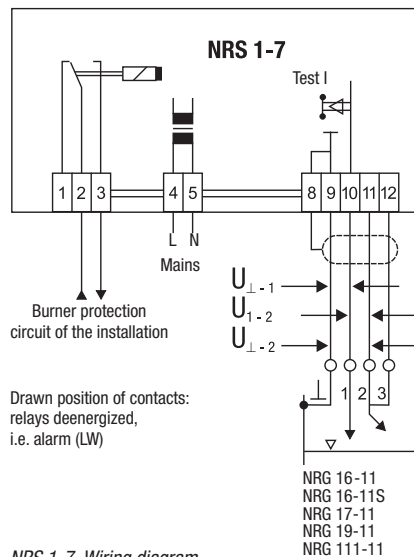 NRS 1-7
Test I
1 2 3 4 5 8 9 10 11 12
L N
Mains
Burner protection
circuit of the installation
U⊥ - 1
U1 - 2
U⊥ - 2
Drawn position of contacts:
relays deenergized,
i.e. alarm (LW)
1 2 3
NRG 16-11
NRG 16-11S
NRG 17-11
NRG 19-11
NRG 111-11
NRS 1-7 Wiring diagram